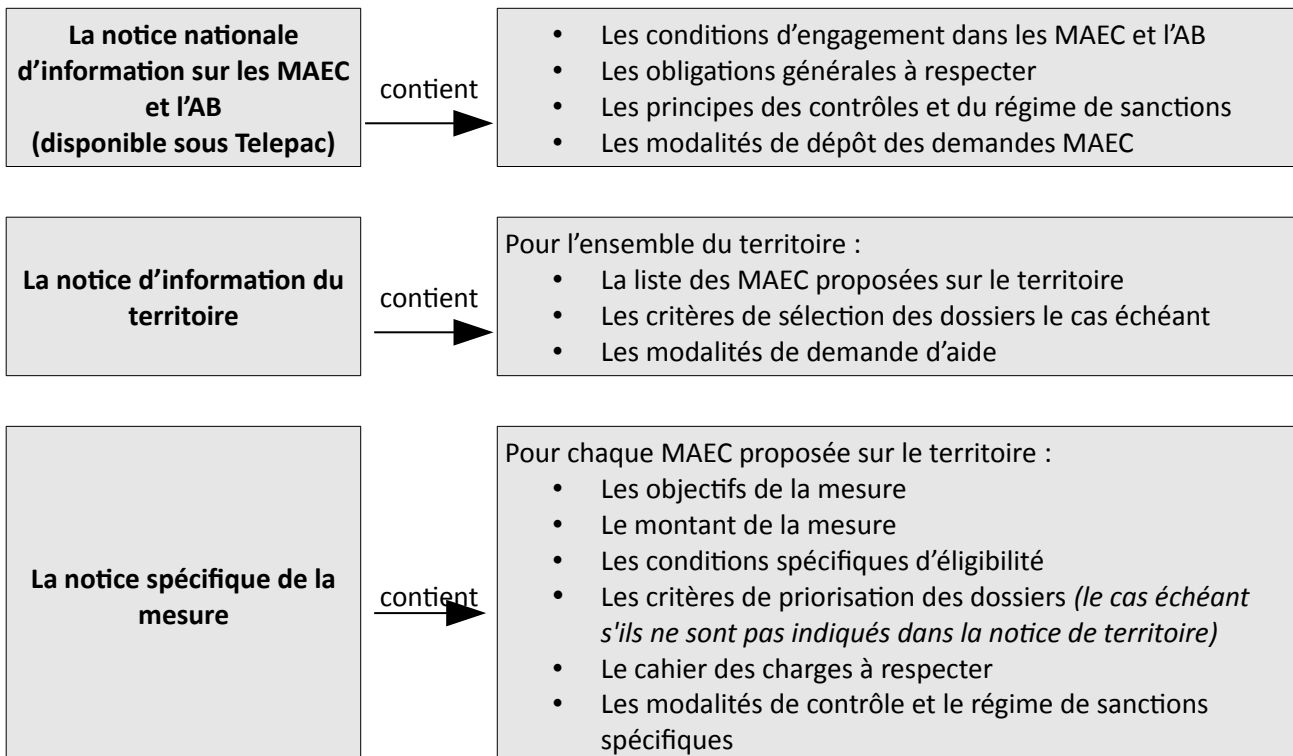 La notice nationale
d’information sur les MAEC
et l’AB
(disponible sous Telepac)
contient
• Les conditions d’engagement dans les MAEC et l’AB
• Les obligations générales à respecter
• Les principes des contrôles et du régime de sanctions
• Les modalités de dépôt des demandes MAEC
La notice d’information du
territoire
contient
Pour l’ensemble du territoire :
• La liste des MAEC proposées sur le territoire
• Les critères de sélection des dossiers le cas échéant
• Les modalités de demande d’aide
La notice spécifique de la
mesure
contient
Pour chaque MAEC proposée sur le territoire :
• Les objectifs de la mesure
• Le montant de la mesure
• Les conditions spécifiques d’éligibilité
• Les critères de priorisation des dossiers (le cas échéant
s'ils ne sont pas indiqués dans la notice de territoire)
• Le cahier des charges à respecter
• Les modalités de contrôle et le régime de sanctions
spécifiques